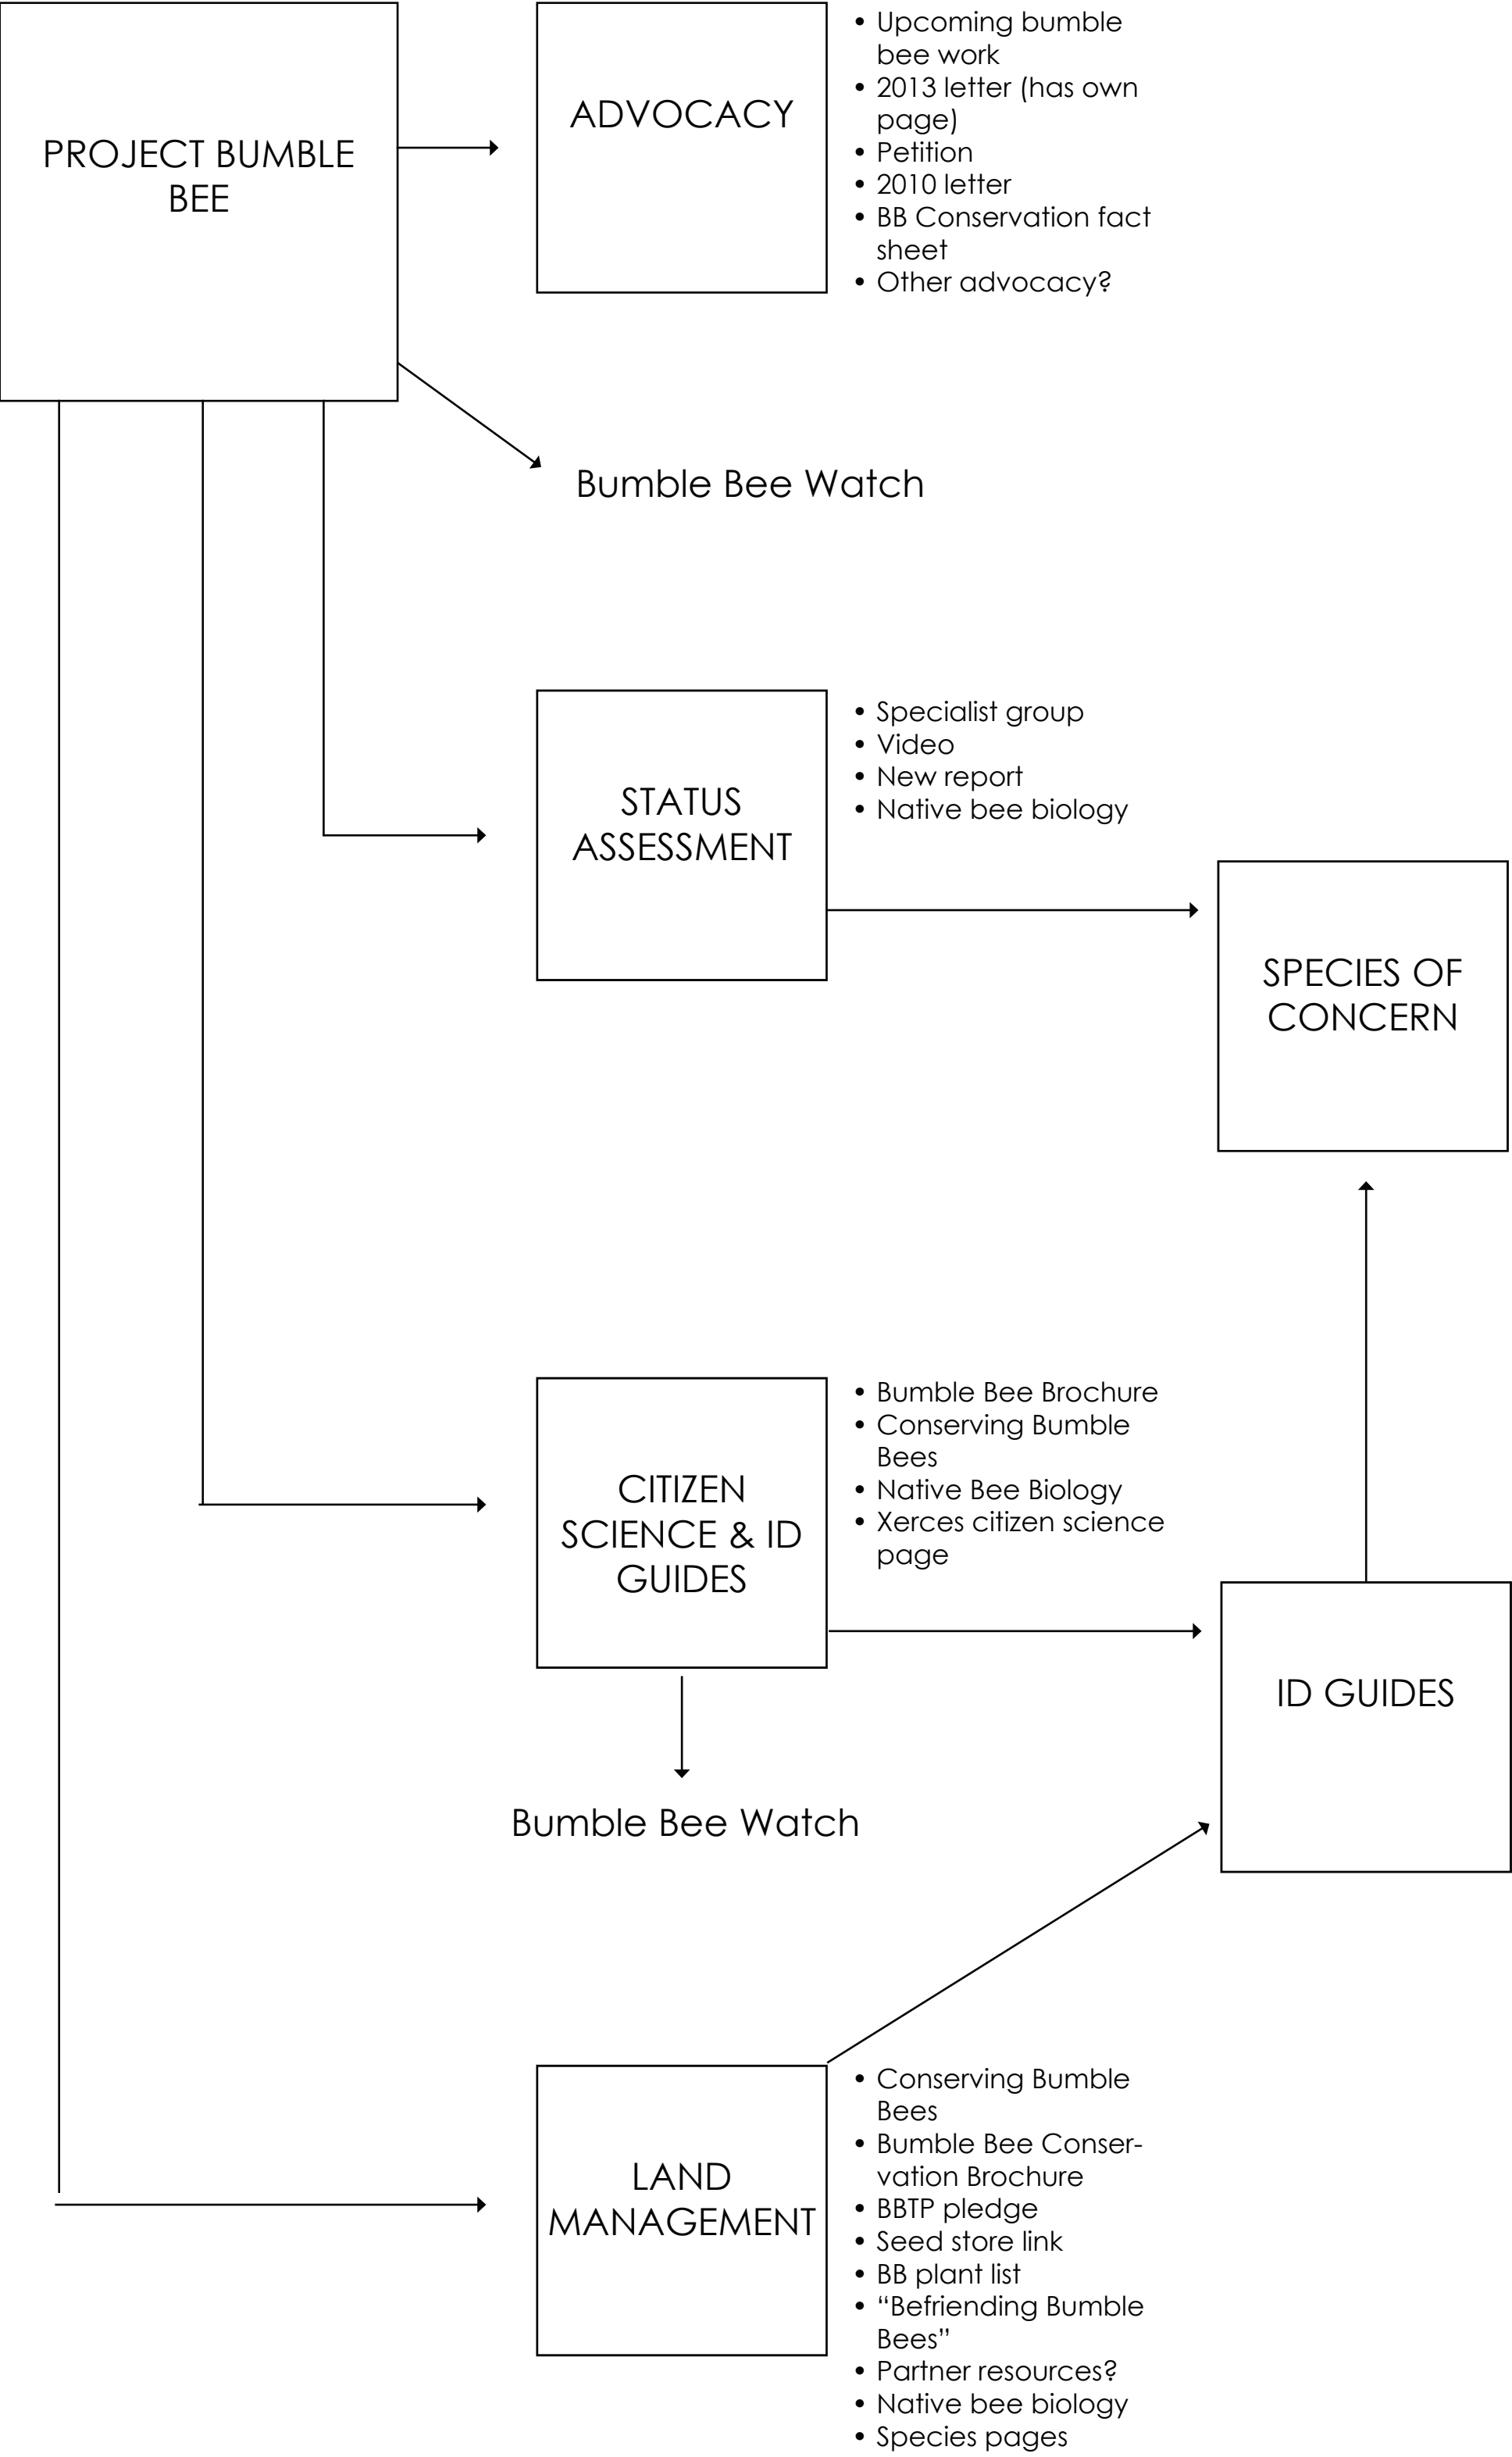 PROJECT BUMBLE
BEE
ADVOCACY
• Upcoming bumble
bee work
• 2013 letter (has own
page)
• Petition
• 2010 letter
• BB Conservation fact
sheet
• Other advocacy?
Bumble Bee Watch
STATUS
ASSESSMENT
• Specialist group
• Video
• New report
• Native bee biology
SPECIES OF
CONCERN
CITIZEN
SCIENCE & ID
GUIDES
• Bumble Bee Brochure
• Conserving Bumble
Bees
• Native Bee Biology
• Xerces citizen science
page
ID GUIDES
Bumble Bee Watch
LAND
MANAGEMENT
• Conserving Bumble
Bees
• Bumble Bee Conser-
vation Brochure
• BBTP pledge
• Seed store link
• BB plant list
• “Befriending Bumble
Bees”
• Partner resources?
• Native bee biology
• Species pages